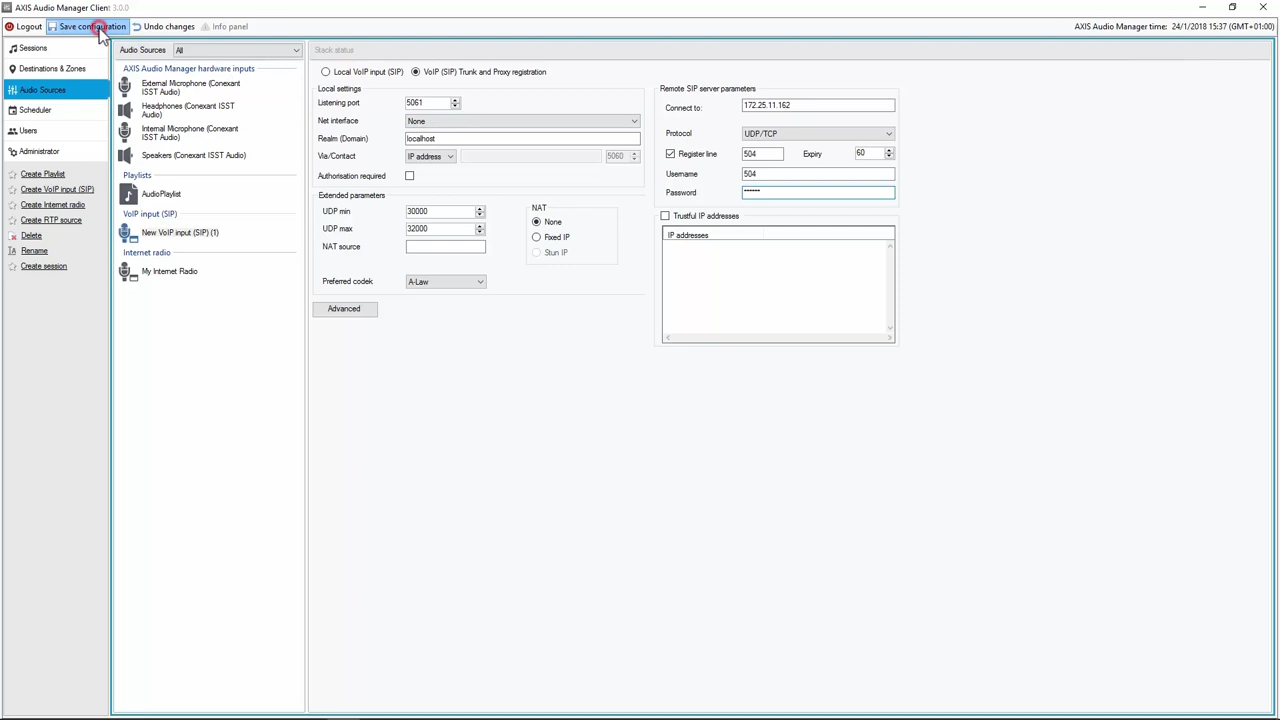 AXIS Audio Manager Client 3.0.0
Logout Save configuration Undo changes Info panel AXIS Audio Manager time: 24/1/2018 15:37 (GMT+01:00)
Sessions
Destinations & Zones
Audio Sources
Scheduler
Users
Administrator
Create Playlist
Create VoIP input (SIP)
Create Internet radio
Create RTP source
Delete
Rename
Create session
Audio Sources All
AXIS Audio Manager hardware inputs
External Microphone (Conexant
ISST Audio)
Headphones (Conexant ISST
Audio)
Internal Microphone (Conexant
ISST Audio)
Speakers (Conexant ISST Audio)
Playlists
AudioPlaylist
VoIP input (SIP)
New VoIP input (SIP) (1)
Internet radio
My Internet Radio
Stack status
Local VoIP input (SIP) VoIP (SIP) Trunk and Proxy registration
Local settings
Listening port 5061
Net interface None
Realm (Domain) localhost
Via/Contact IP address 5060
Authorisation required
Extended parameters
UDP min 30000
UDP max 32000
NAT source
NAT
None
Fixed IP
Stun IP
Preferred codek A-Law
Advanced
Remote SIP server parameters
Connect to: 172.25.11.162
Protocol UDP/TCP
Register line 504 Expiry 60
Username 504
Password ••••••
Trustful IP addresses
IP addresses